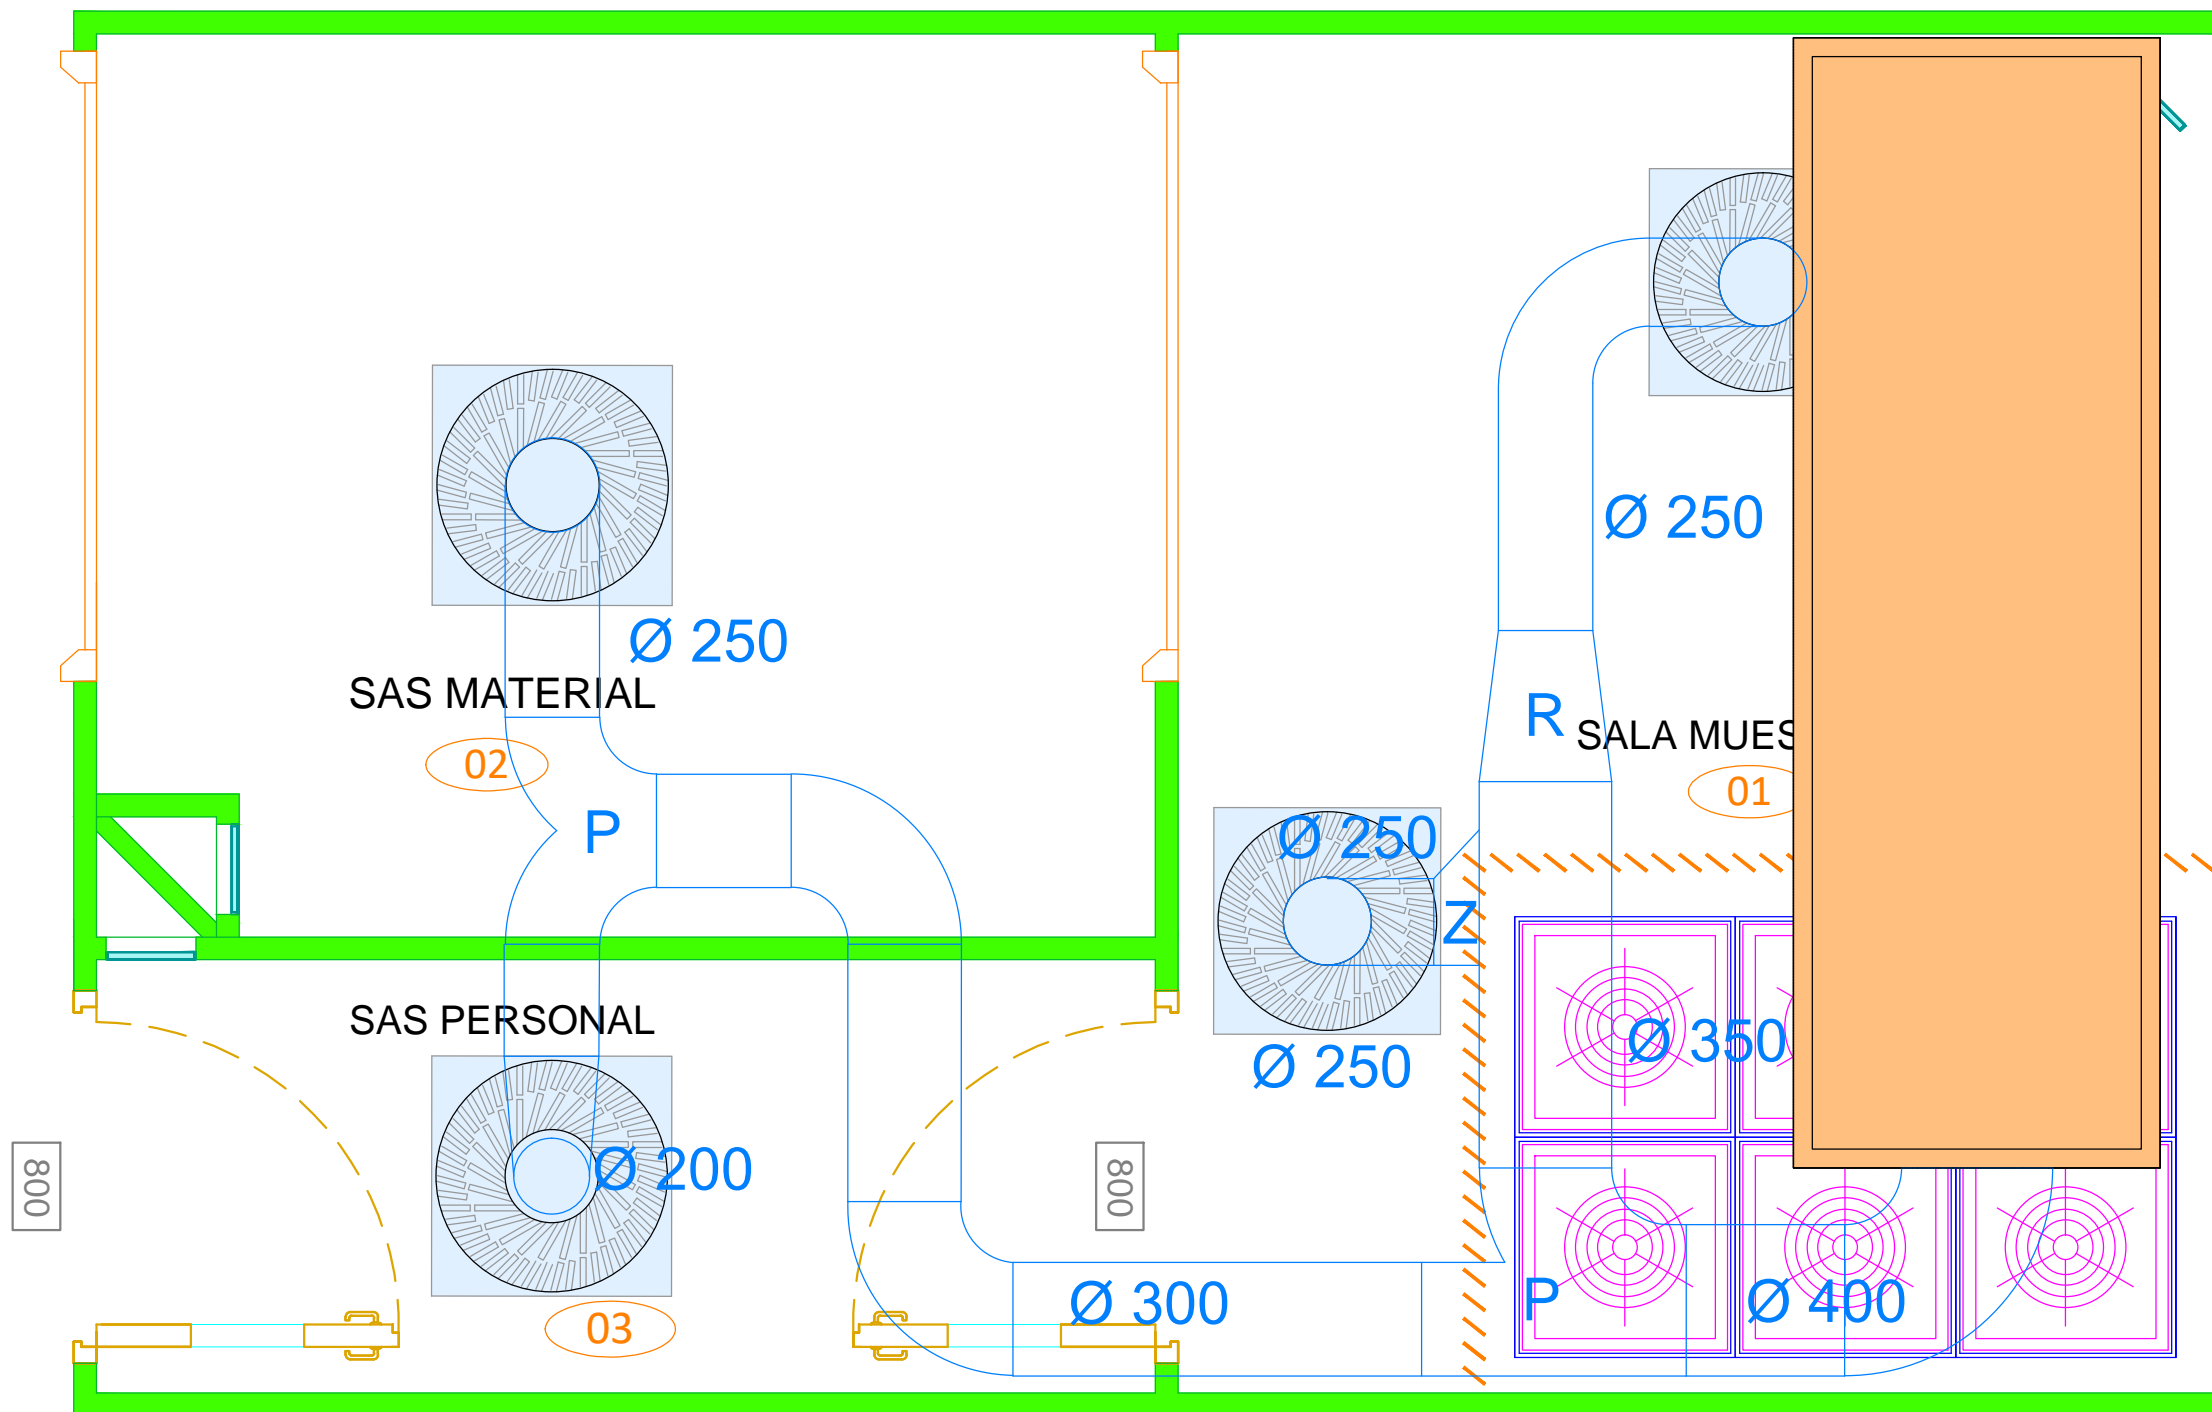 Ø 250
Ø 250
SAS MATERIAL
02
R
SALA MUES
01
P
Ø 250
Z
SAS PERSONAL
Ø 350
Ø 250
Ø 200
800
800
Ø 300
P
Ø 400
03